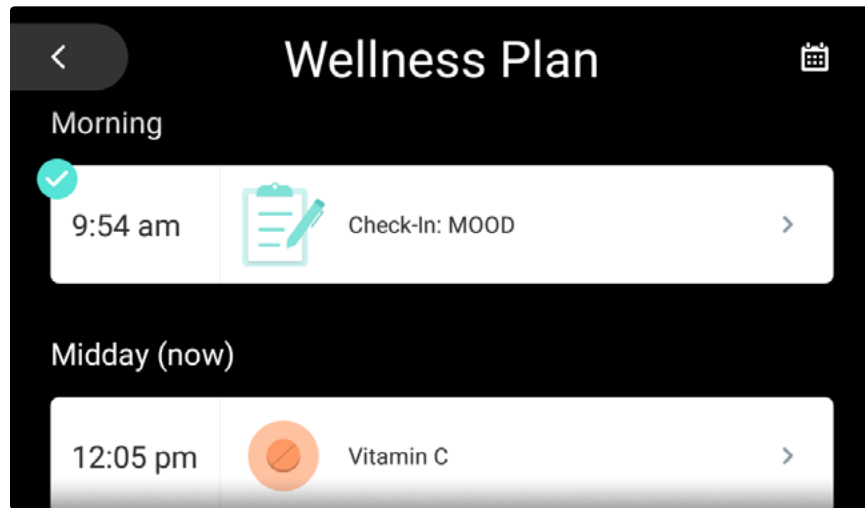 Wellness Plan
Morning
9:54 am Check-In: MOOD
Midday (now)
12:05 pm Vitamin C